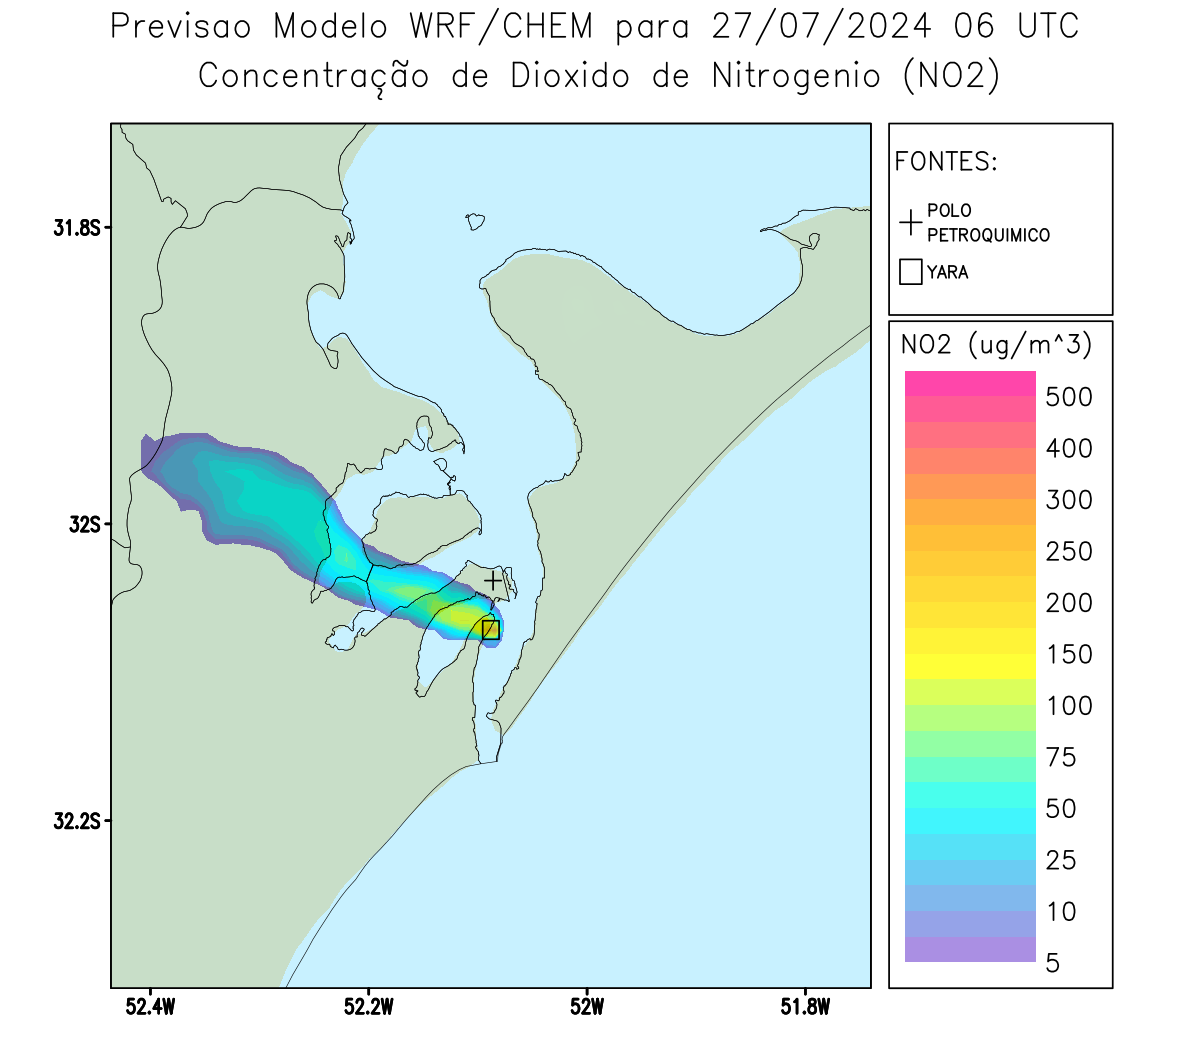 Previsao Modelo WRF/CHEM para 27/07/2024 06 UTC
Concentração de Dioxido de Nitrogenio (NO2)
FONTES:
POLO
PETROQUIMICO
YARA
31.8S
32S
32.2S
52.4W
52.2W
52W
51.8W
NO2 (ug/m^3)
500
400
300
250
200
150
100
75
50
25
10
5